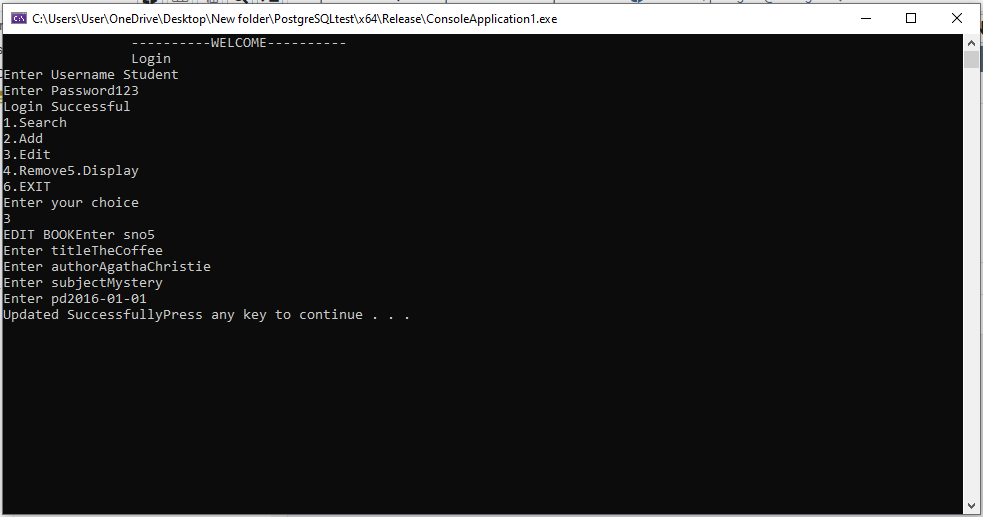 C:\Users\User\OneDrive\Desktop\New folder\PostgreSQLtest\x64\Release\ConsoleApplication1.exe
----------WELCOME----------
Login
Enter Username Student
Enter Password123
Login Successful
1.Search
2.Add
3.Edit
4.Remove5.Display
6.EXIT
Enter your choice
3
EDIT BOOKEnter sno5
Enter titleTheCoffee
Enter authorAgathaChristie
Enter subjectMystery
Enter pd2016-01-01
Updated SuccessfullyPress any key to continue . . .